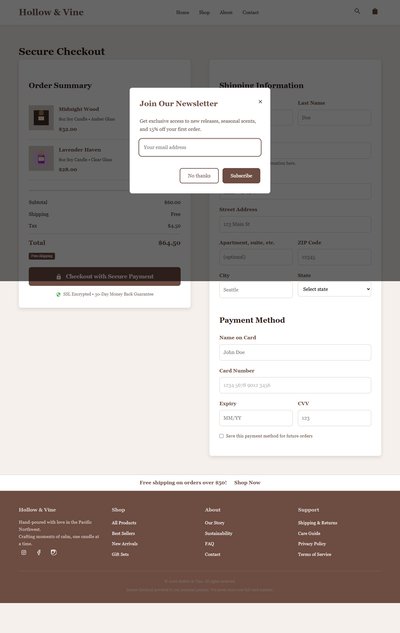 Hollow & Vine
Home Shop About Contact
Secure Checkout
Order Summary
Midnight Wood
8oz Soy Candle • Amber Glass
$32.00
Lavender Haven
8oz Soy Candle • Clear Glass
$28.00
Subtotal $60.00
Shipping Free
Tax $4.50
Total $64.50
Free Shipping
Checkout with Secure Payment
SSL Encrypted • 30-Day Money Back Guarantee
Join Our Newsletter
×
Get exclusive access to new releases, seasonal scents,
and 15% off your first order.
Your email address
No thanks Subscribe
Shipping Information
Last Name
Doe
Street Address
123 Main St
Apartment, suite, etc. ZIP Code
(optional) 12345
City State
Seattle Select state
Payment Method
Name on Card
John Doe
Card Number
1234 5678 9012 3456
Expiry CVV
MM/YY 123
Save this payment method for future orders
Free shipping on orders over $50! Shop Now
Hollow & Vine
Hand-poured with love in the Pacific
Northwest.
Crafting moments of calm, one candle at
a time.
Shop
All Products
Best Sellers
New Arrivals
Gift Sets
About
Our Story
Sustainability
FAQ
Contact
Support
Shipping & Returns
Care Guide
Privacy Policy
Terms of Service